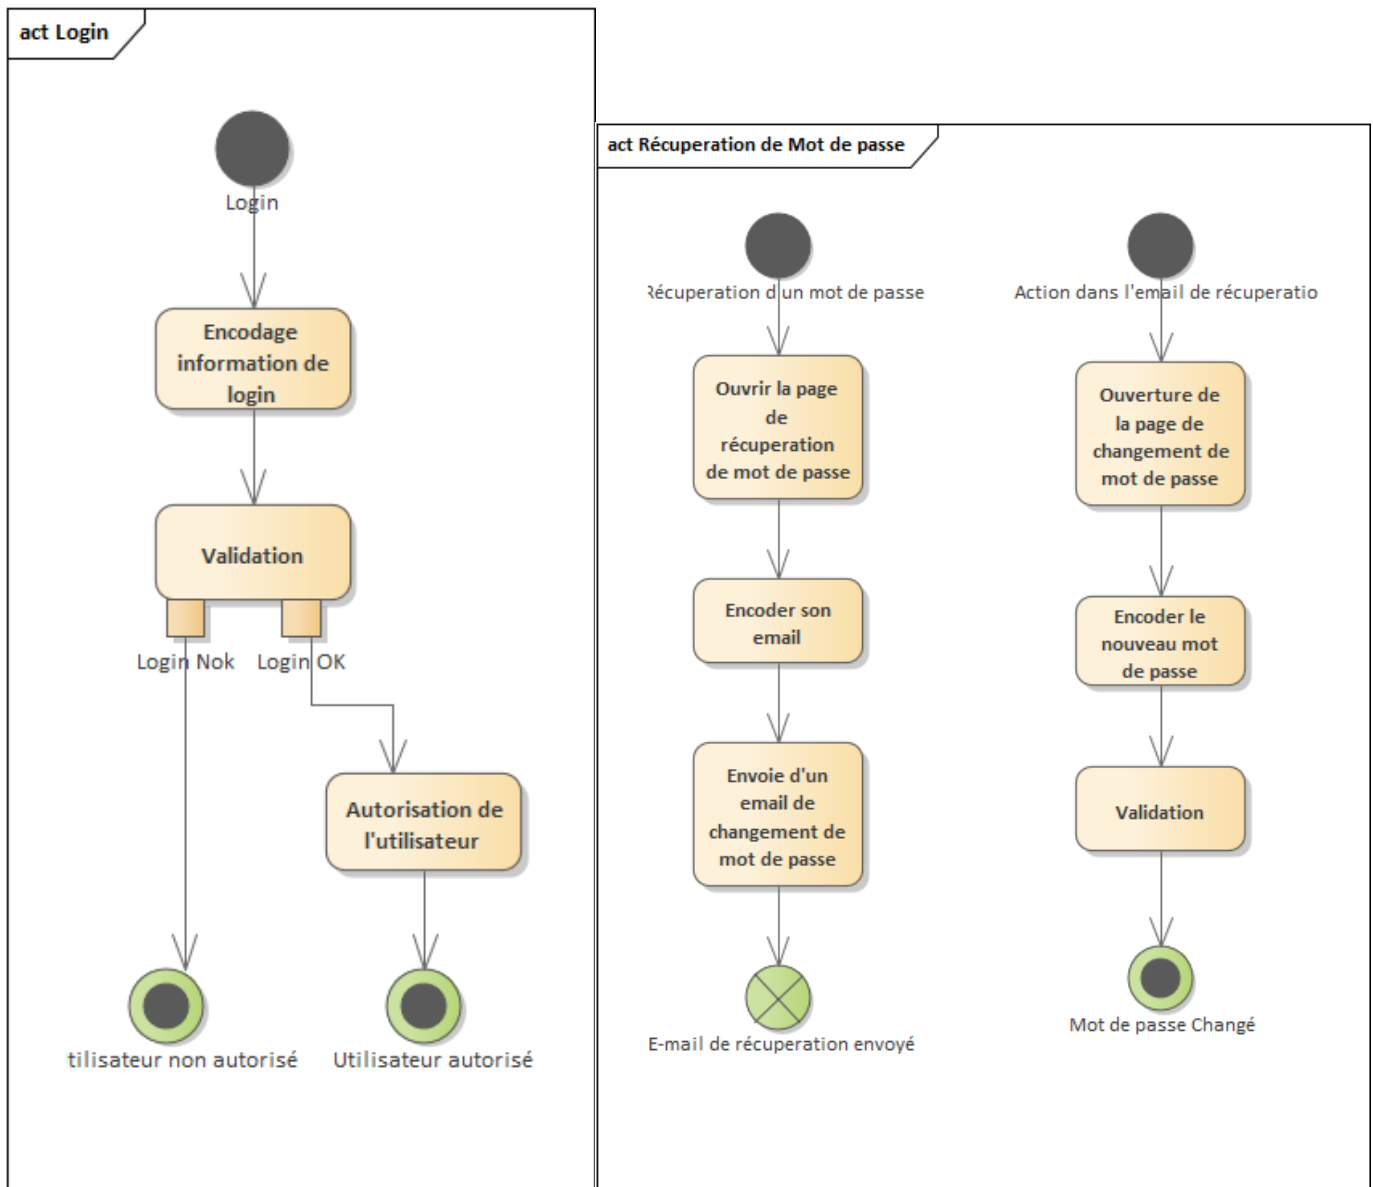 act Login
Login
Encodage
information de
login
Validation
Login Nok
Login OK
Autorisation de
l'utilisateur
tilisateur non autorisé
Utilisateur autorisé
act Récuperation de Mot de passe
Récuperation d'un mot de passe
Ouvrir la page
de
récuperation
de mot de passe
Encoder son
email
Envoie d'un
email de
changement de
mot de passe
E-mail de récuperation envoyé
Action dans l'email de récuperatio
Ouverture de
la page de
changement de
mot de passe
Encoder le
nouveau mot
de passe
Validation
Mot de passe Changé